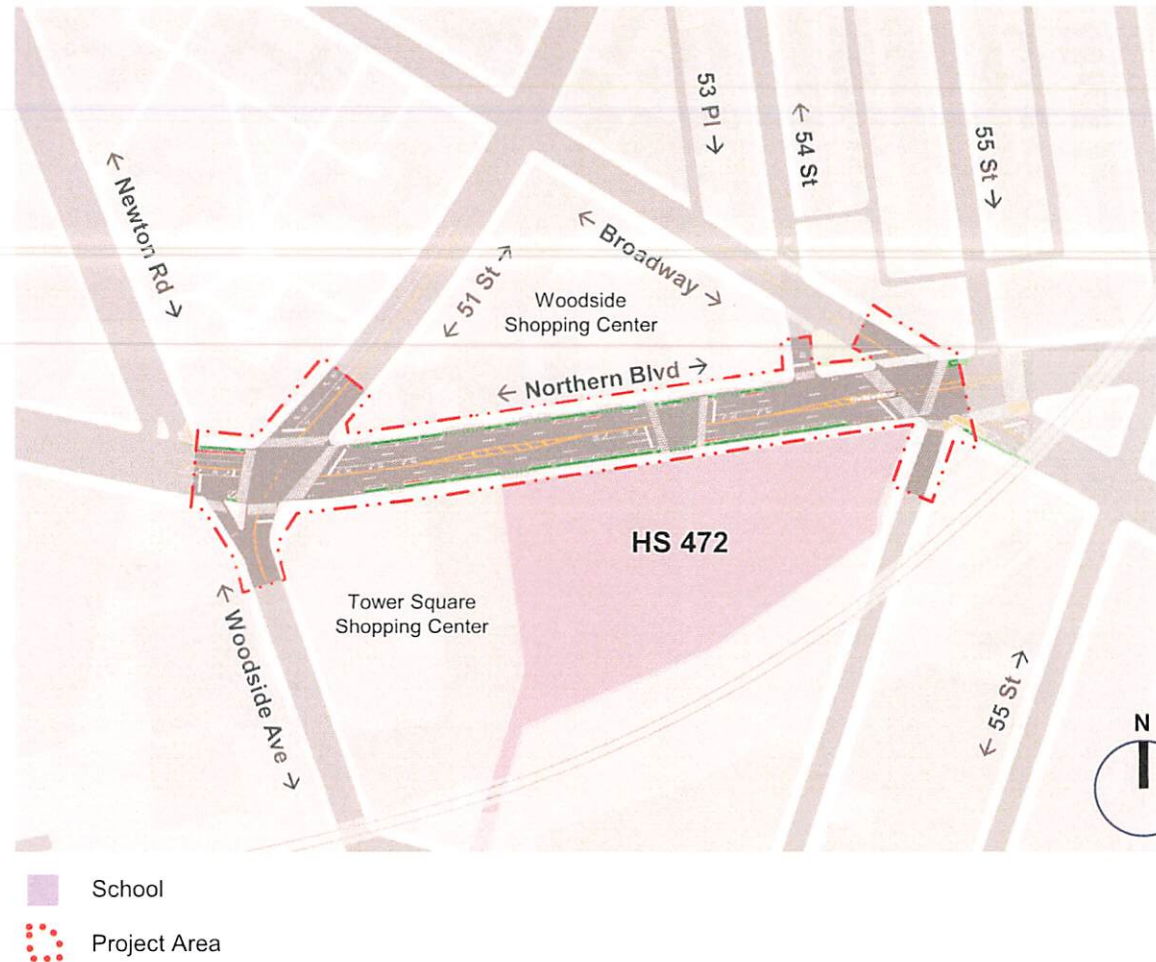 53 Pl →
← 54 St
55 St →
← Newton Rd →
← Broadway →
← 51 St →
Woodside
Shopping Center
← Northern Blvd →
HS 472
Tower Square
Shopping Center
← Woodside Ave →
← 55 St →
N
School
Project Area